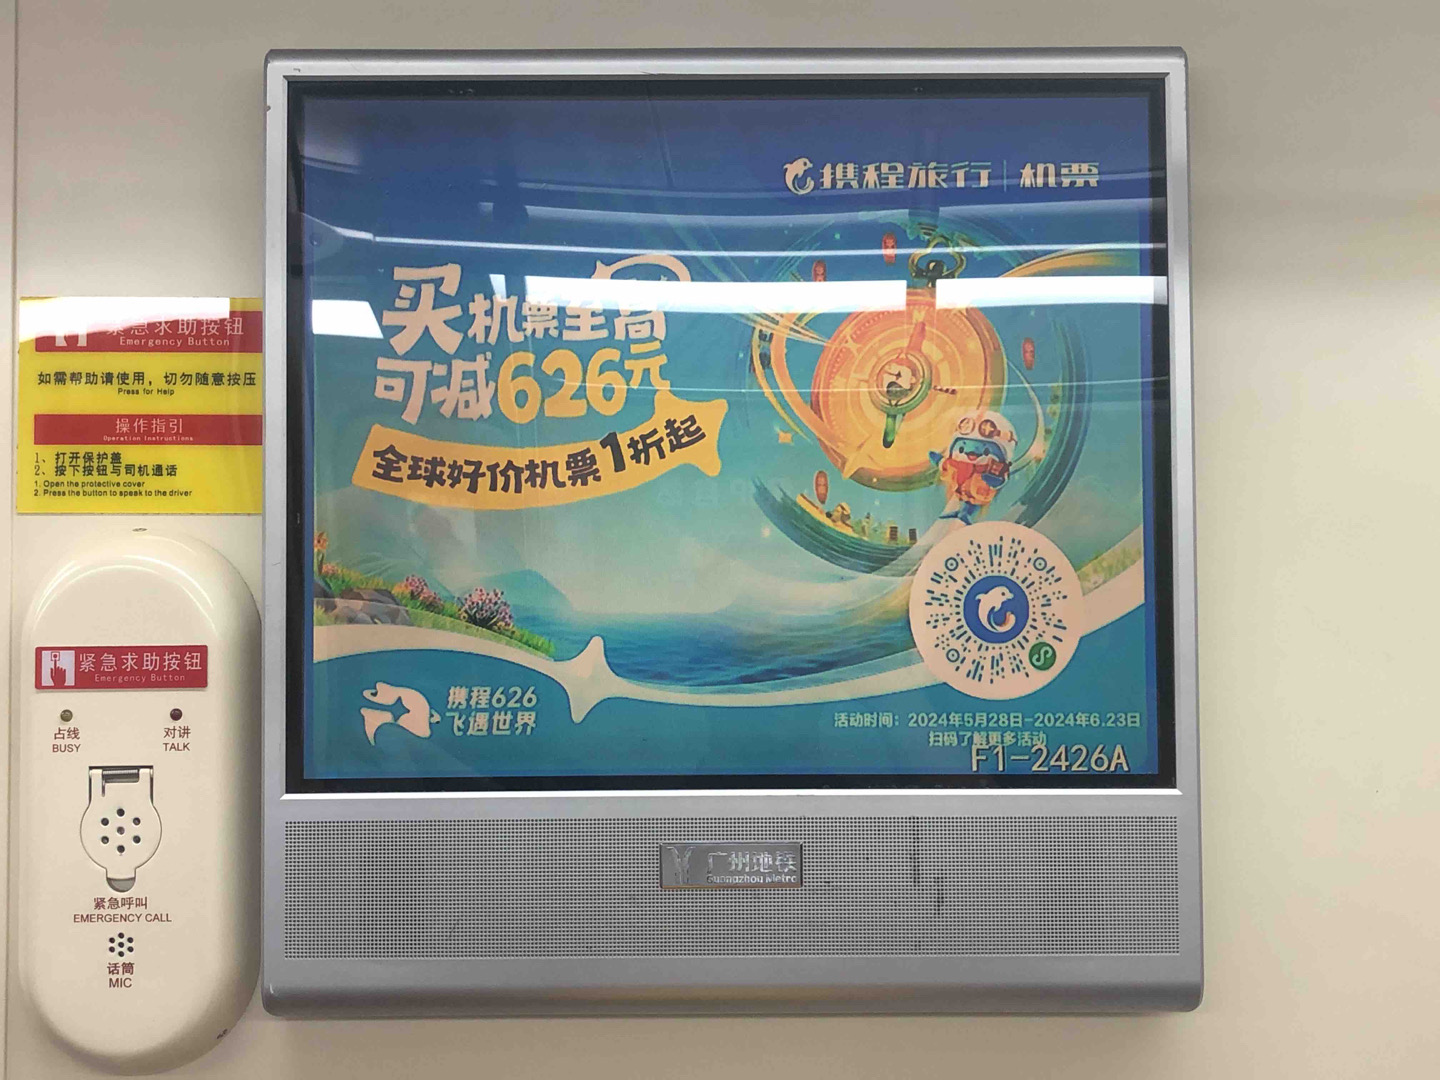 携程旅行 | 机票
买机票至高
可减626元
全球好价机票1折起
携程626
飞遇世界
活动时间：2024年5月28日-2024年6.23日
扫码了解更多活动
F1-2426A
广州地铁
Guangzhou Metro
紧急求助按钮
Emergency Button
如需帮助请使用，切勿随意按压
Press for Help
操作指引
Operation Instructions
1、打开保护盖
2、按下按钮与司机通话
1. Open the protective cover
2. Press the button to speak to the driver
紧急求助按钮
Emergency Button
占线
BUSY
对讲
TALK
紧急呼叫
EMERGENCY CALL
话筒
MIC